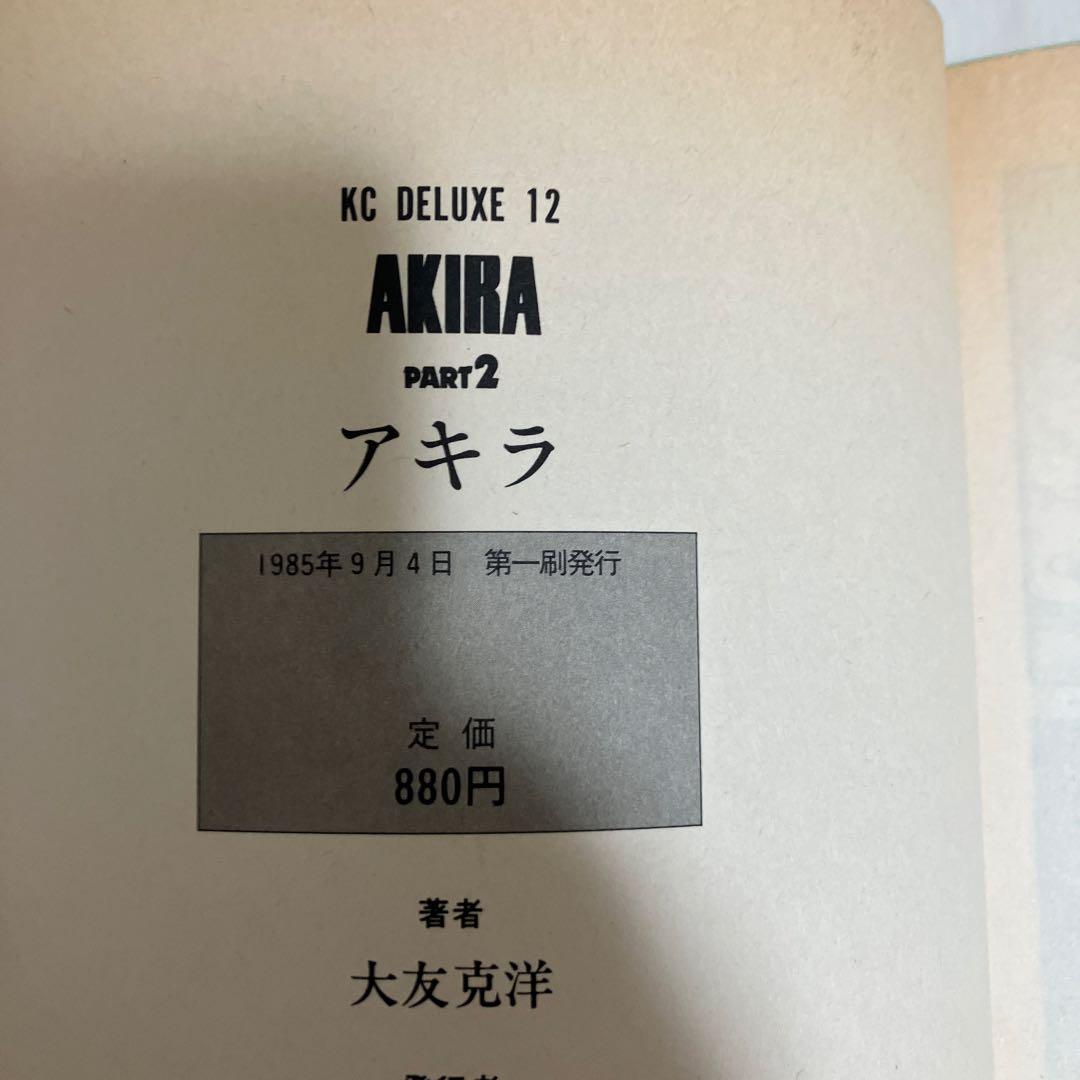 KC DELUXE 12
AKIRA
PART2
アキラ
1985年9月4日 第一刷発行
定価
880円
著者
大友克洋